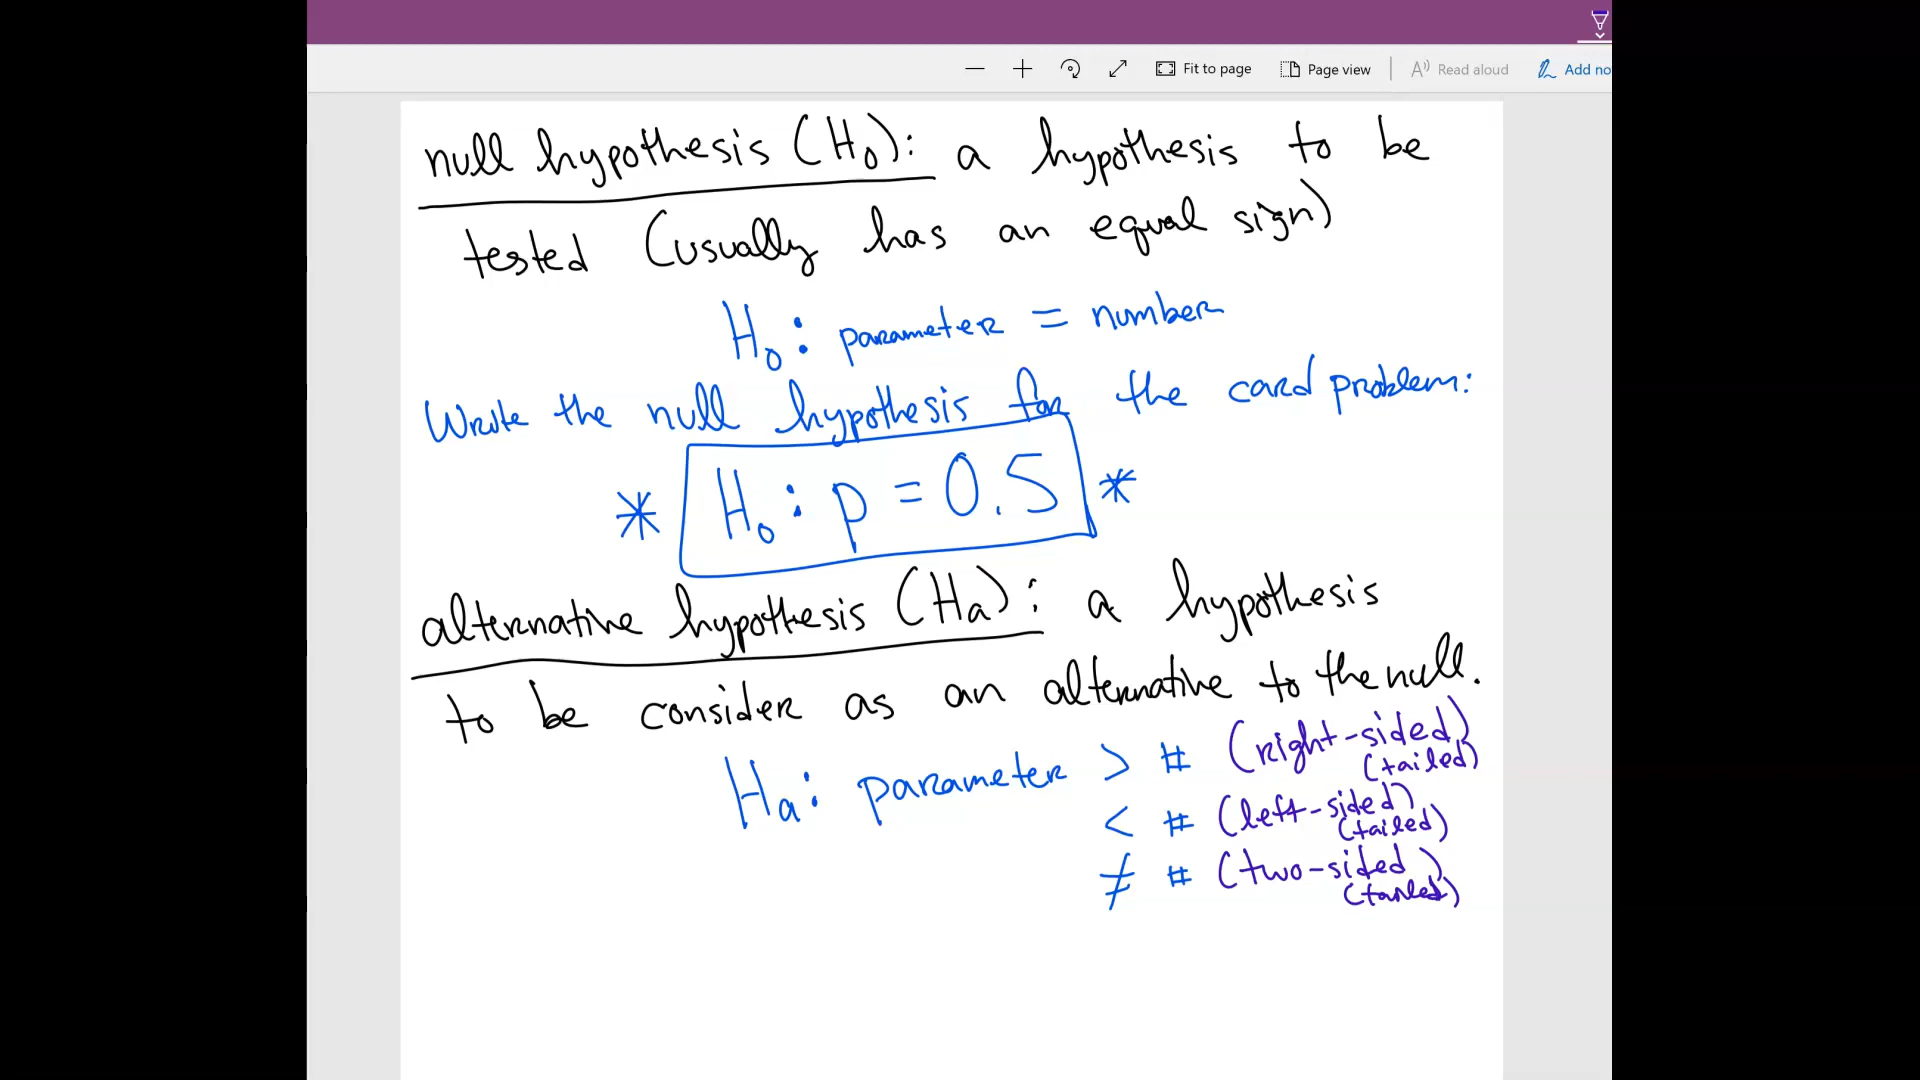 Fit to page Page view Read aloud Add no
null hypothesis (H₀): a hypothesis to be
tested (usually has an equal sign)
H₀: parameter = number
Write the null hypothesis for the card problem:
* H₀: p = 0.5 *
alternative hypothesis (Ha): a hypothesis
to be consider as an alternative to the null.
Ha: parameter > # (right-sided)
(tailed)
< # (left-sided)
(tailed)
≠ # (two-sided)
(tailed)